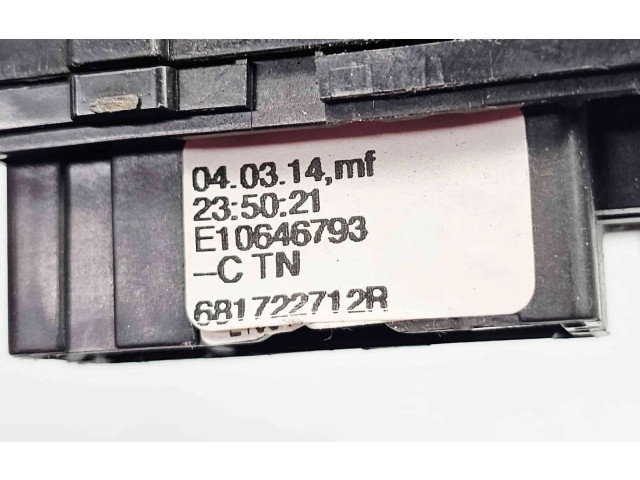 04.03.14,mf
23:50:21
E10646793
–C TN
681722712R